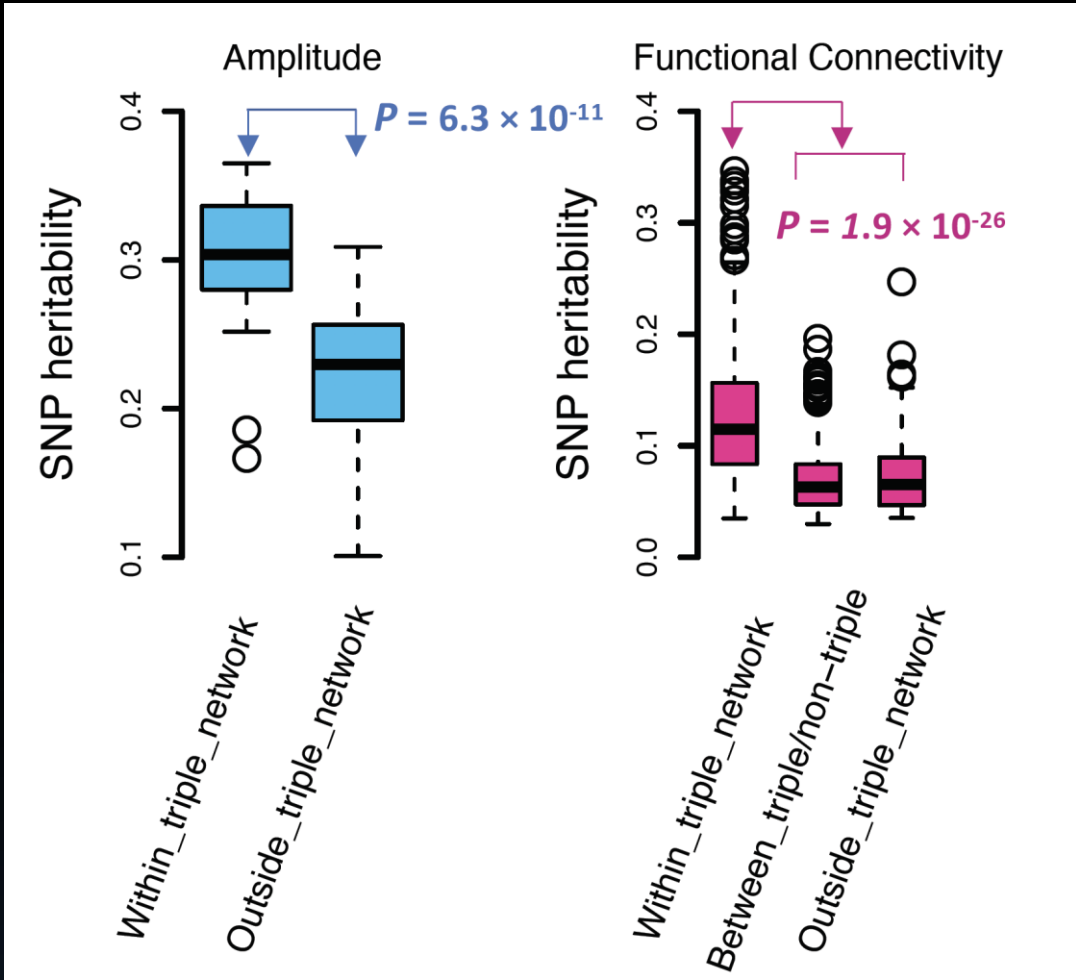 Amplitude
P = 6.3 × 10-11
SNP heritability
0.4
0.3
0.2
0.1
Within_triple_network
Outside_triple_network
Functional Connectivity
P = 1.9 × 10-26
SNP heritability
0.4
0.3
0.2
0.1
0.0
Within_triple_network
Between_triple/non−triple
Outside_triple_network